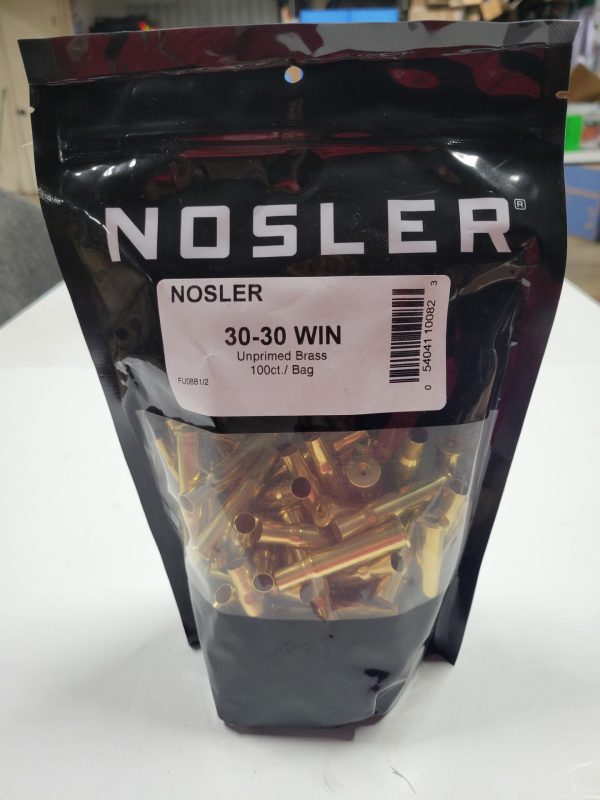 NOSLER®
NOSLER
30-30 WIN
Unprimed Brass
100ct./ Bag
FU08B1/2
0 54041 10082 3